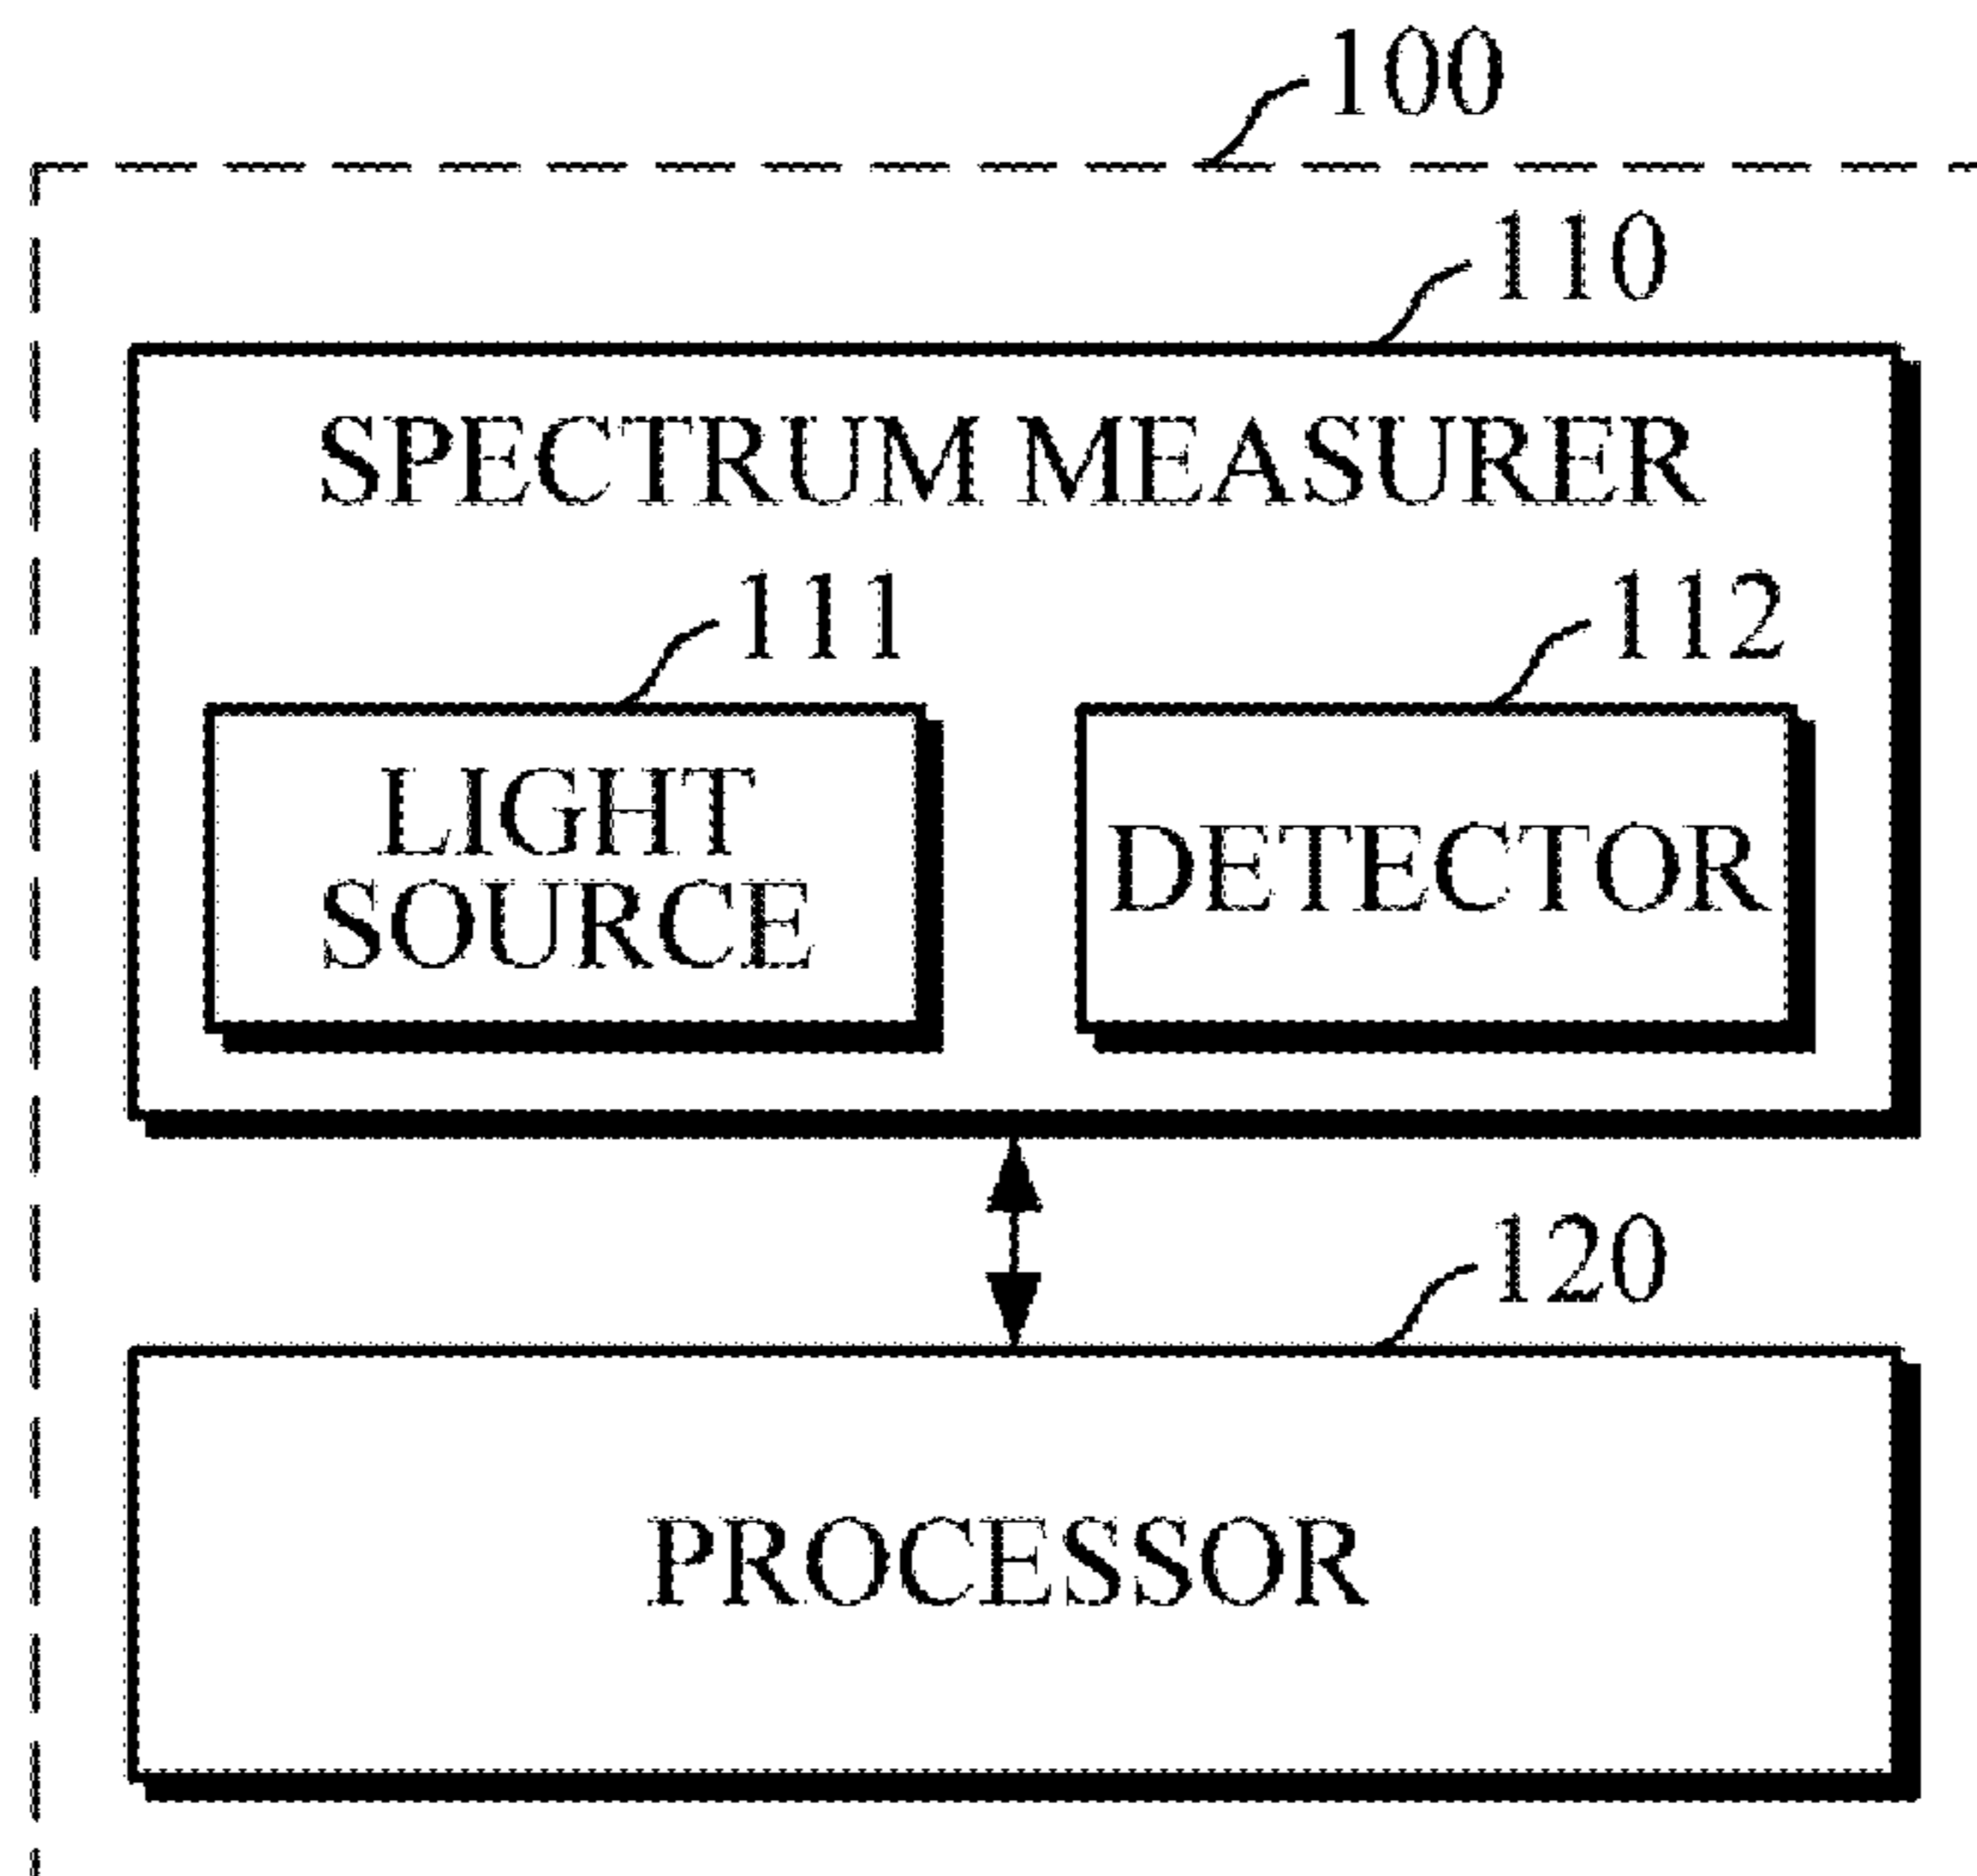 100
110
SPECTRUM MEASURER
111
112
LIGHT
SOURCE
DETECTOR
120
PROCESSOR